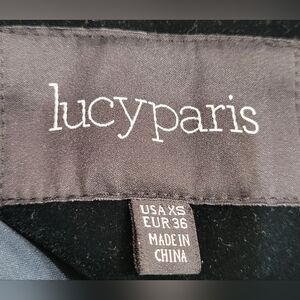 lucyparis
USA XS
EUR 36
MADE IN
CHINA